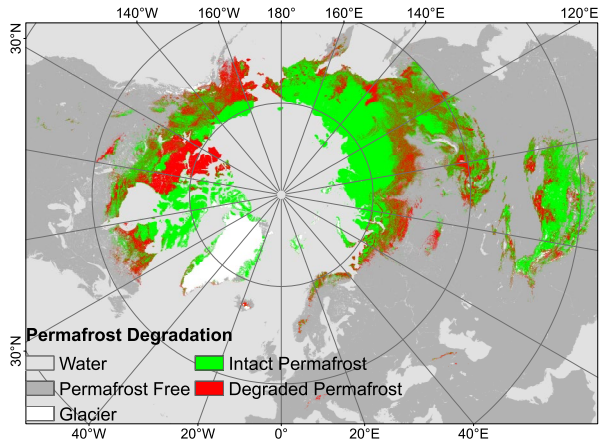 140°W 160°W 180° 160°E 140°E 120°E
30°N
30°N
Permafrost Degradation
Water Intact Permafrost
Permafrost Free Degraded Permafrost
Glacier
40°W 20°W 0° 20°E 40°E